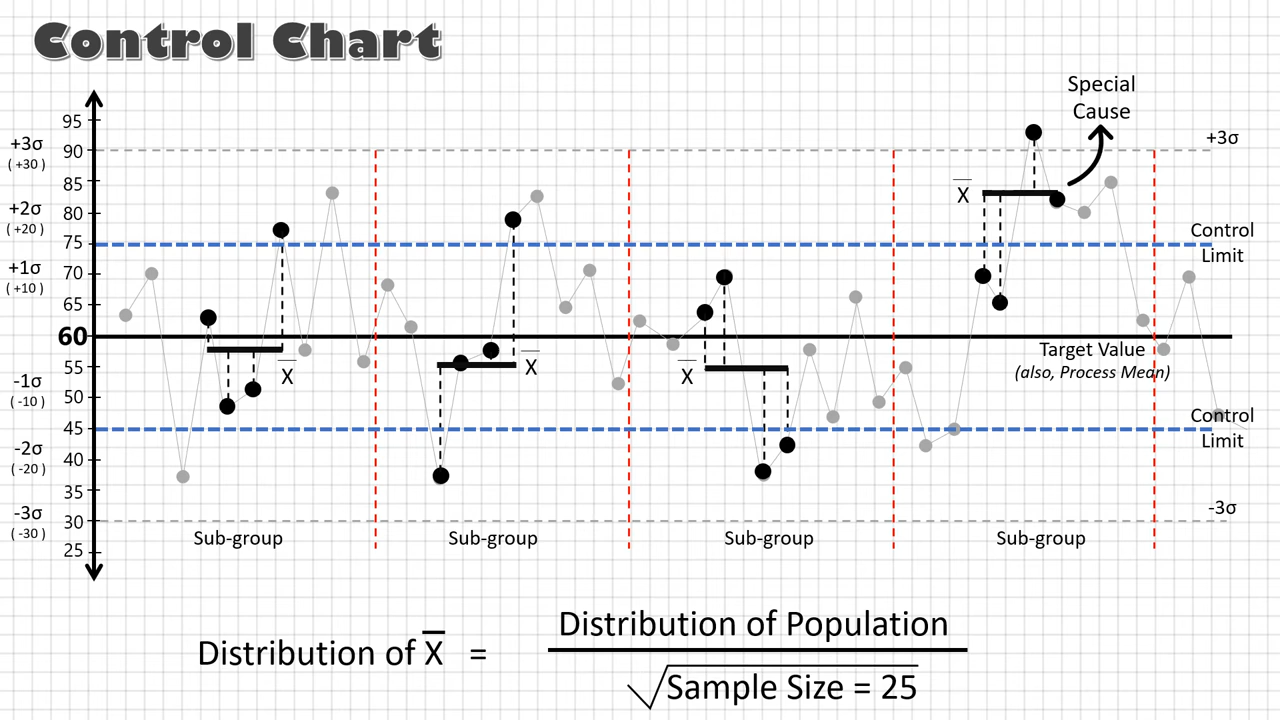 Control Chart
Special
Cause
95
+3σ
90
( +30)
+3σ
85
X
+2σ
80
( +20)
Control
75
Limit
+1σ
70
( +10)
65
60
Target Value
(also, Process Mean)
X
X
X
55
-1σ
50
( -10)
Control
45
Limit
-2σ
40
( -20)
35
-3σ
30
( -30)
-3σ
25
Sub-group
Sub-group
Sub-group
Sub-group
Distribution of X̅ = Distribution of Population
√Sample Size = 25